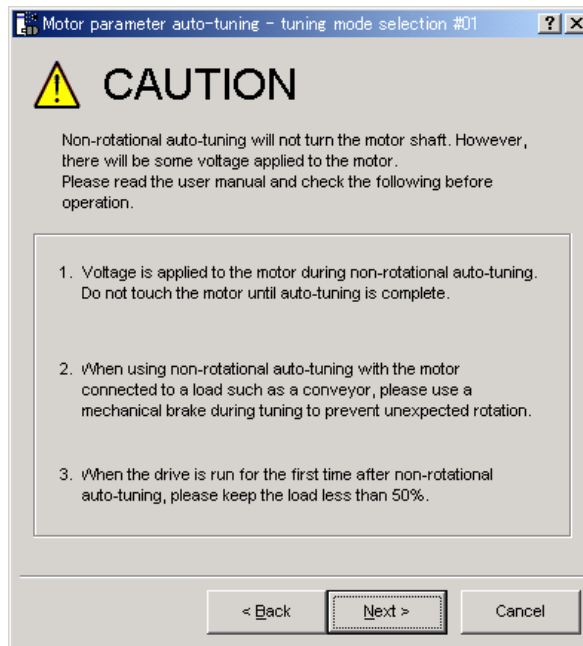 Motor parameter auto-tuning - tuning mode selection #01
CAUTION
Non-rotational auto-tuning will not turn the motor shaft. However,
there will be some voltage applied to the motor.
Please read the user manual and check the following before
operation.
1. Voltage is applied to the motor during non-rotational auto-tuning.
Do not touch the motor until auto-tuning is complete.
2. When using non-rotational auto-tuning with the motor
connected to a load such as a conveyor, please use a
mechanical brake during tuning to prevent unexpected rotation.
3. When the drive is run for the first time after non-rotational
auto-tuning, please keep the load less than 50%.
< Back Next > Cancel